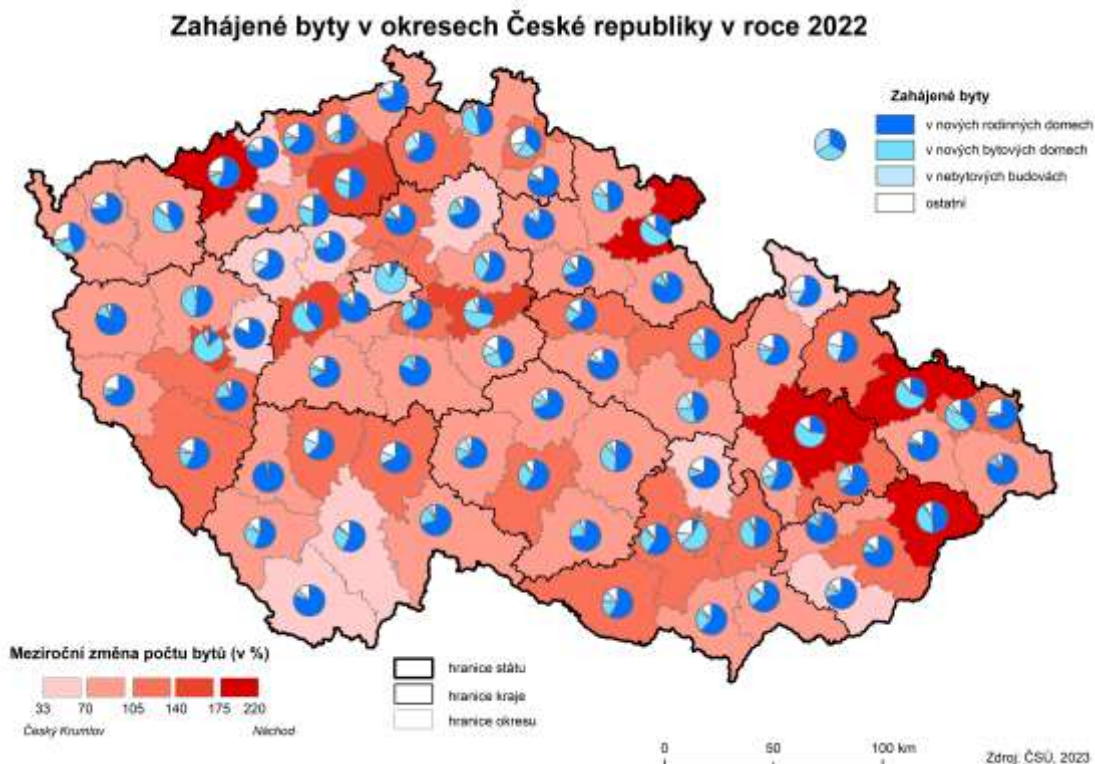 Zahájené byty v okresech České republiky v roce 2022
Zahájené byty
v nových rodinných domech
v nových bytových domech
v nebytových budovách
ostatní
Meziroční změna počtu bytů (v %)
33 70 105 140 175 220
Český Krumlov Náchod
hranice státu
hranice kraje
hranice okresu
0 50 100 km
Zdroj: ČSÚ, 2023